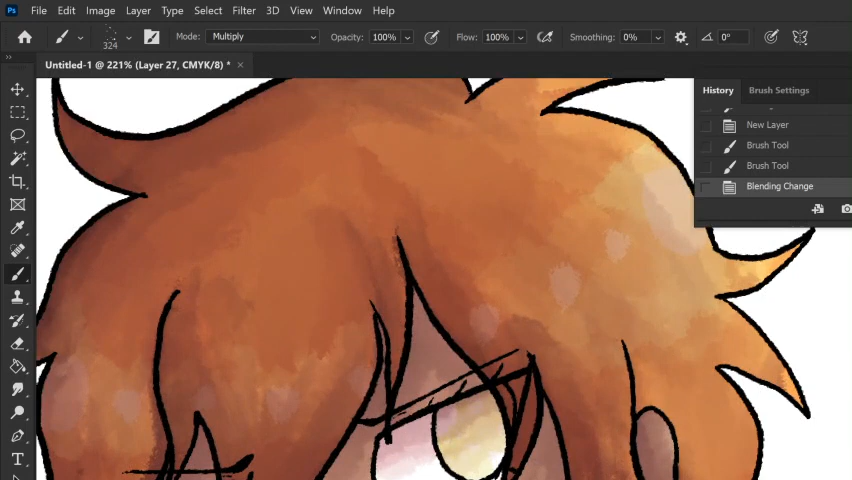 Ps File Edit Image Layer Type Select Filter 3D View Window Help
324 Mode: Multiply Opacity: 100% Flow: 100% Smoothing: 0% 0°
Untitled-1 @ 221% (Layer 27, CMYK/8) *
History Brush Settings
New Layer
Brush Tool
Brush Tool
Blending Change